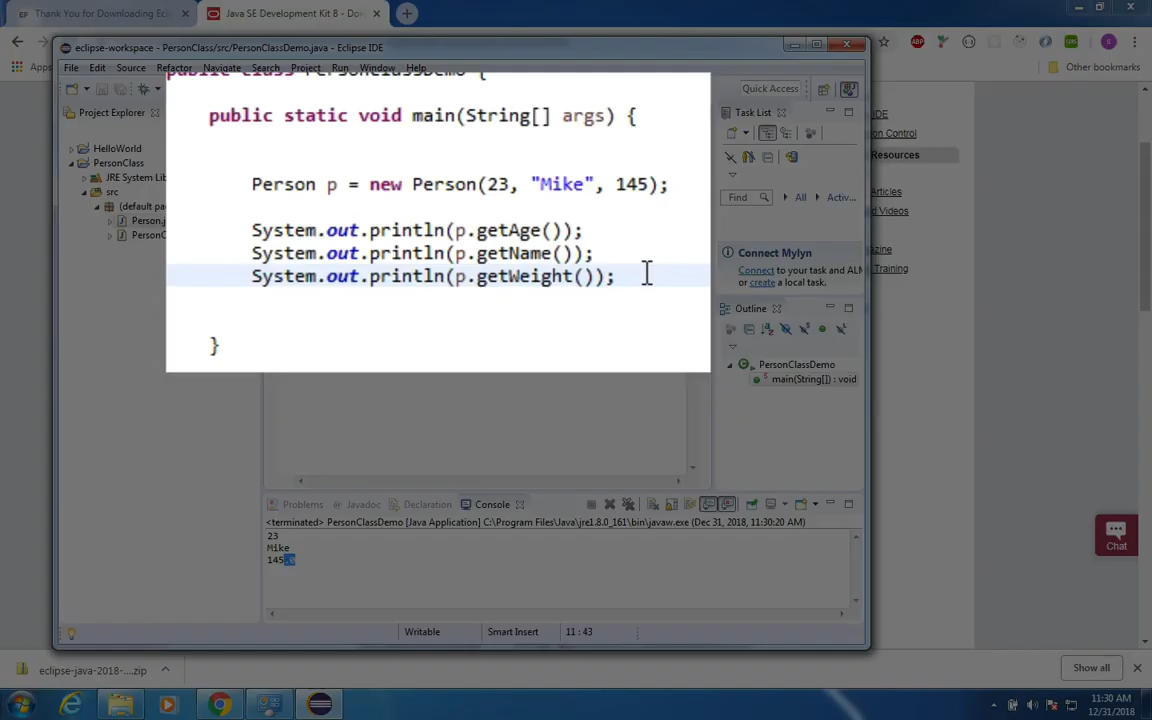 Thank You for Downloading Ecl
Java SE Development Kit 8 - Do
eclipse-workspace - PersonClass/src/PersonClassDemo.java - Eclipse IDE
Apps
Other bookmarks
File Edit Source Refactor Navigate Search Project Run Window Help
Quick Access
Project Explorer
HelloWorld
PersonClass
JRE System Lib
src
(default pa
Person.j
PersonC
public class PersonClassDemo {
public static void main(String[] args) {
Person p = new Person(23, "Mike", 145);
System.out.println(p.getAge());
System.out.println(p.getName());
System.out.println(p.getWeight());
}
Task List
Find
All
Activ...
Connect Mylyn
Connect to your task and ALM
or create a local task.
Outline
PersonClassDemo
main(String[]) : void
IDE
on Control
Resources
Articles
d Videos
azine
Training
Problems Javadoc Declaration Console
<terminated> PersonClassDemo [Java Application] C:\Program Files\Java\jre1.8.0_161\bin\javaw.exe (Dec 31, 2018, 11:30:20 AM)
23
Mike
145.0
Writable
Smart Insert
11 : 43
Chat
eclipse-java-2018-....zip
Show all
11:30 AM
12/31/2018